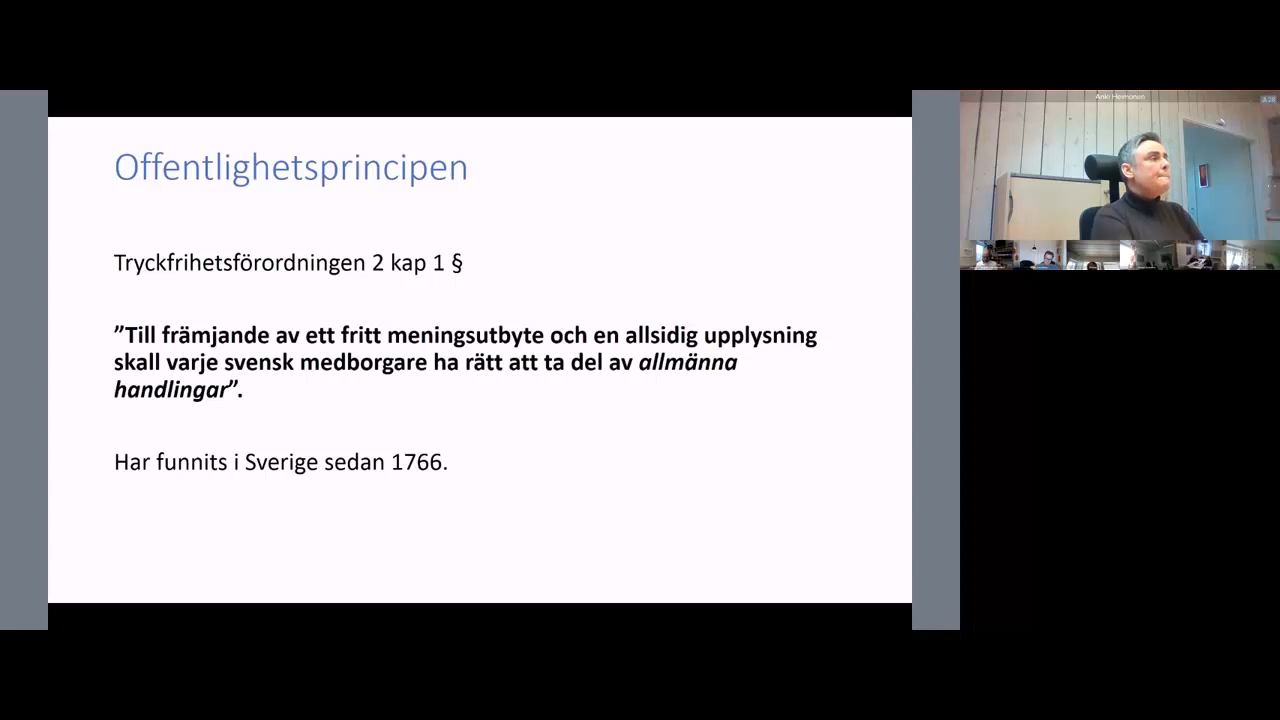 Offentlighetsprincipen
Tryckfrihetsförordningen 2 kap 1 §
”Till främjande av ett fritt meningsutbyte och en allsidig upplysning
skall varje svensk medborgare ha rätt att ta del av allmänna
handlingar”.
Har funnits i Sverige sedan 1766.